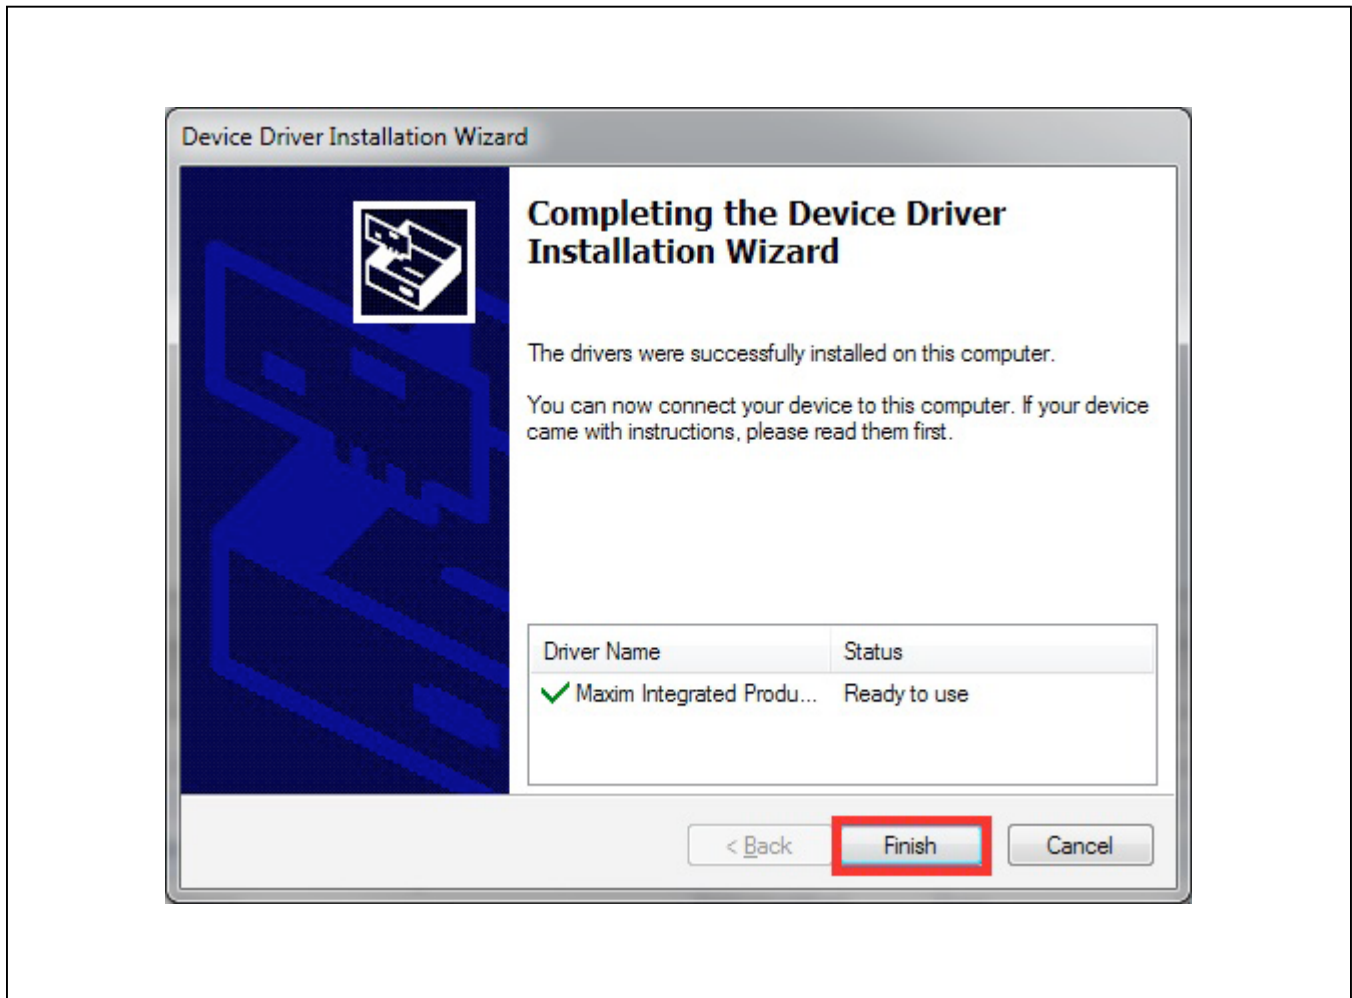 Device Driver Installation Wizard
Completing the Device Driver
Installation Wizard
The drivers were successfully installed on this computer.
You can now connect your device to this computer. If your device
came with instructions, please read them first.
Driver Name Status
Maxim Integrated Produ... Ready to use
< Back Finish Cancel